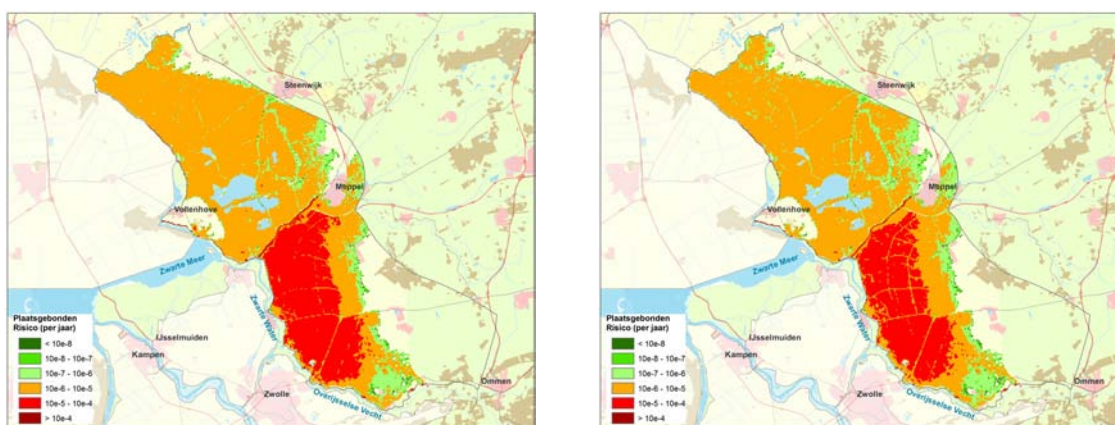 Steenwijk
Meppel
Vollenhove
Zwarte Meer
Zwarte Water
Plaatsgebonden
Risico (per jaar)
< 10e-8
10e-8 - 10e-7
10e-7 - 10e-6
10e-6 - 10e-5
10e-5 - 10e-4
> 10e-4
IJsselmuiden
Kampen
Zwolle
Ommen
Overijsselse Vecht
Steenwijk
Meppel
Vollenhove
Zwarte Meer
Zwarte Water
Plaatsgebonden
Risico (per jaar)
< 10e-8
10e-8 - 10e-7
10e-7 - 10e-6
10e-6 - 10e-5
10e-5 - 10e-4
> 10e-4
IJsselmuiden
Kampen
Zwolle
Ommen
Overijsselse Vecht